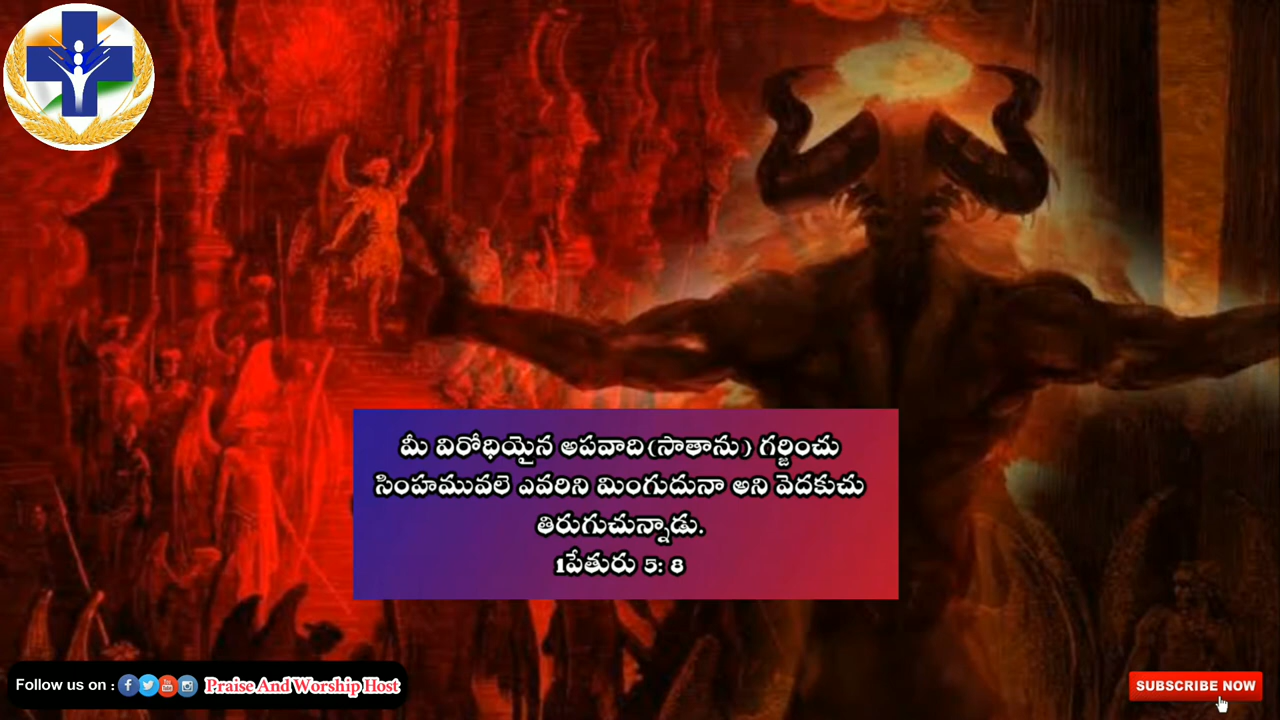 మీ విరోధియైన అపవాది(సాతాను) గర్జించు
సింహమువలె ఎవరిని మింగుదునా అని వెదకుచు
తిరుగుచున్నాడు.
1పేతురు 5: 8
Follow us on : Praise And Worship Host
SUBSCRIBE NOW